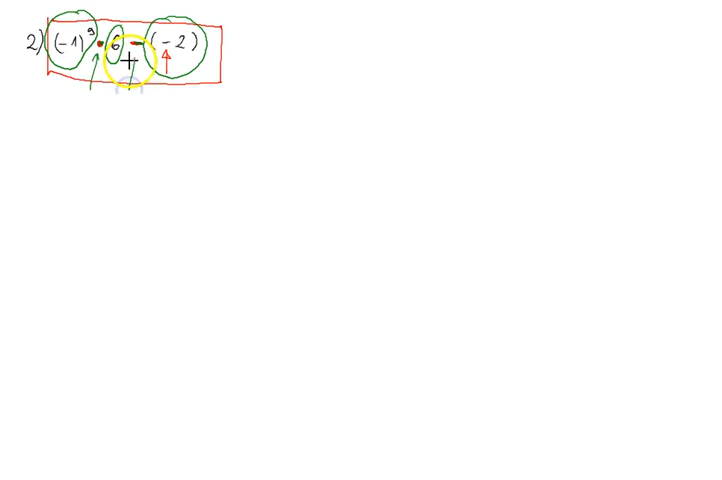 2) (-1)⁹ · 6 - (-2)